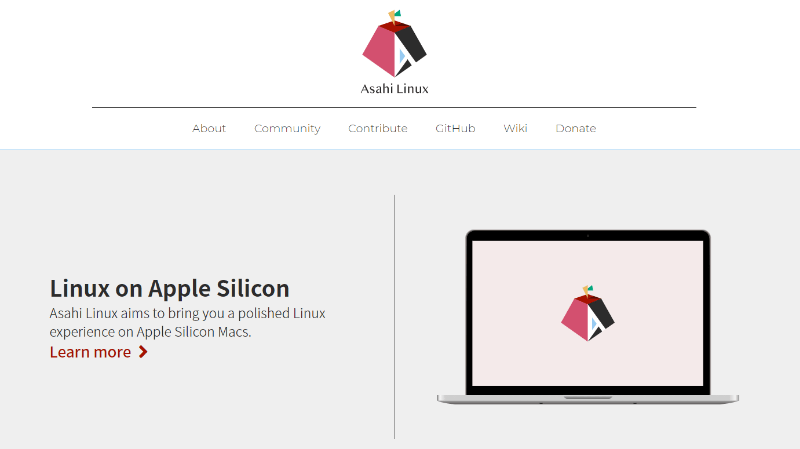 Asahi Linux
About Community Contribute GitHub Wiki Donate
Linux on Apple Silicon
Asahi Linux aims to bring you a polished Linux
experience on Apple Silicon Macs.
Learn more